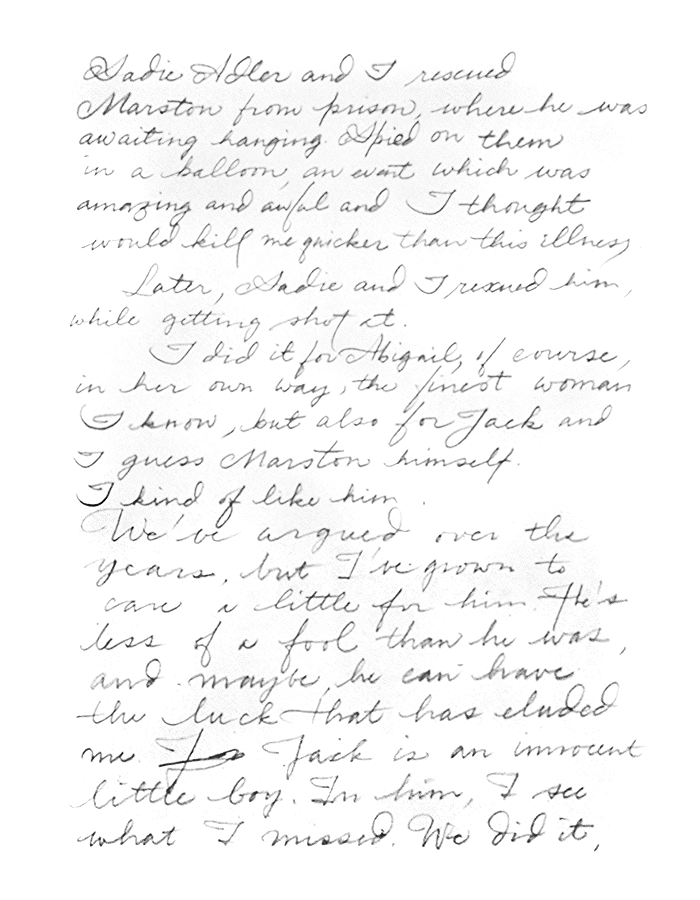 Sadie Adler and I rescued
Marston from prison, where he was
awaiting hanging. Spied on them
in a balloon, an event which was
amazing and awful and I thought
would kill me quicker than this illness,
Later, Sadie and I rescued him,
while getting shot at.
I did it for Abigail, of course,
in her own way, the finest woman
I know, but also for Jack and
I guess Marston himself.
I kind of like him.
We've argued over the
years, but I've grown to
care a little for him. He's
less of a fool than he was,
and maybe, he can have
the luck that has eluded
me. Jack is an innocent
little boy. In him, I see
what I missed. We did it,